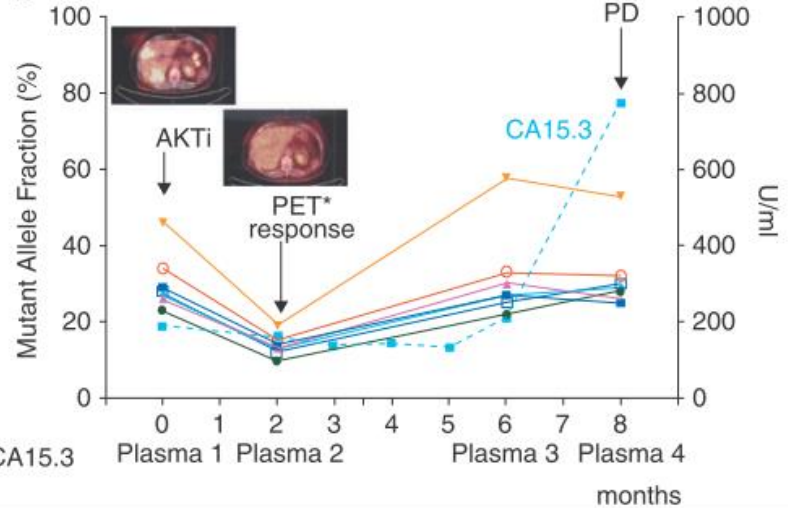 PD
100
1000
80
800
60
600
40
400
20
200
0
0
Mutant Allele Fraction (%)
U/ml
AKTi
PET*
response
CA15.3
0 1 2 3 4 5 6 7 8
CA15.3 Plasma 1 Plasma 2 Plasma 3 Plasma 4
months